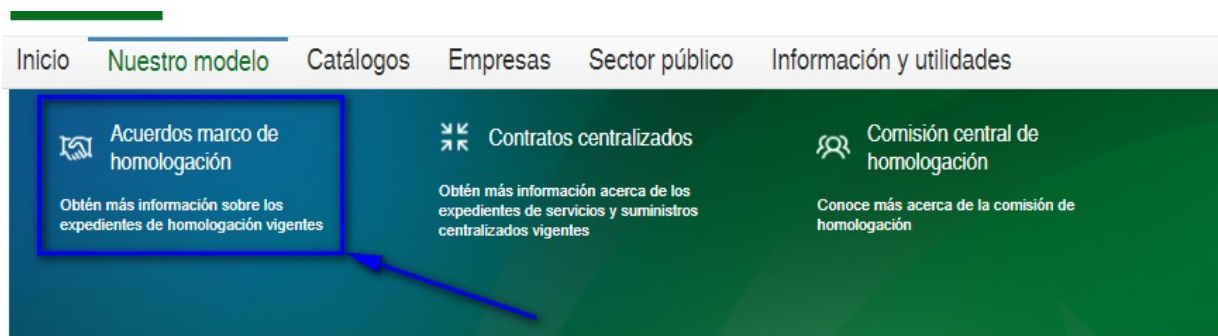 Inicio Nuestro modelo Catálogos Empresas Sector público Información y utilidades
Acuerdos marco de
homologación
Obtén más información sobre los
expedientes de homologación vigentes
Contratos centralizados
Obtén más información acerca de los
expedientes de servicios y suministros
centralizados vigentes
Comisión central de
homologación
Conoce más acerca de la comisión de
homologación